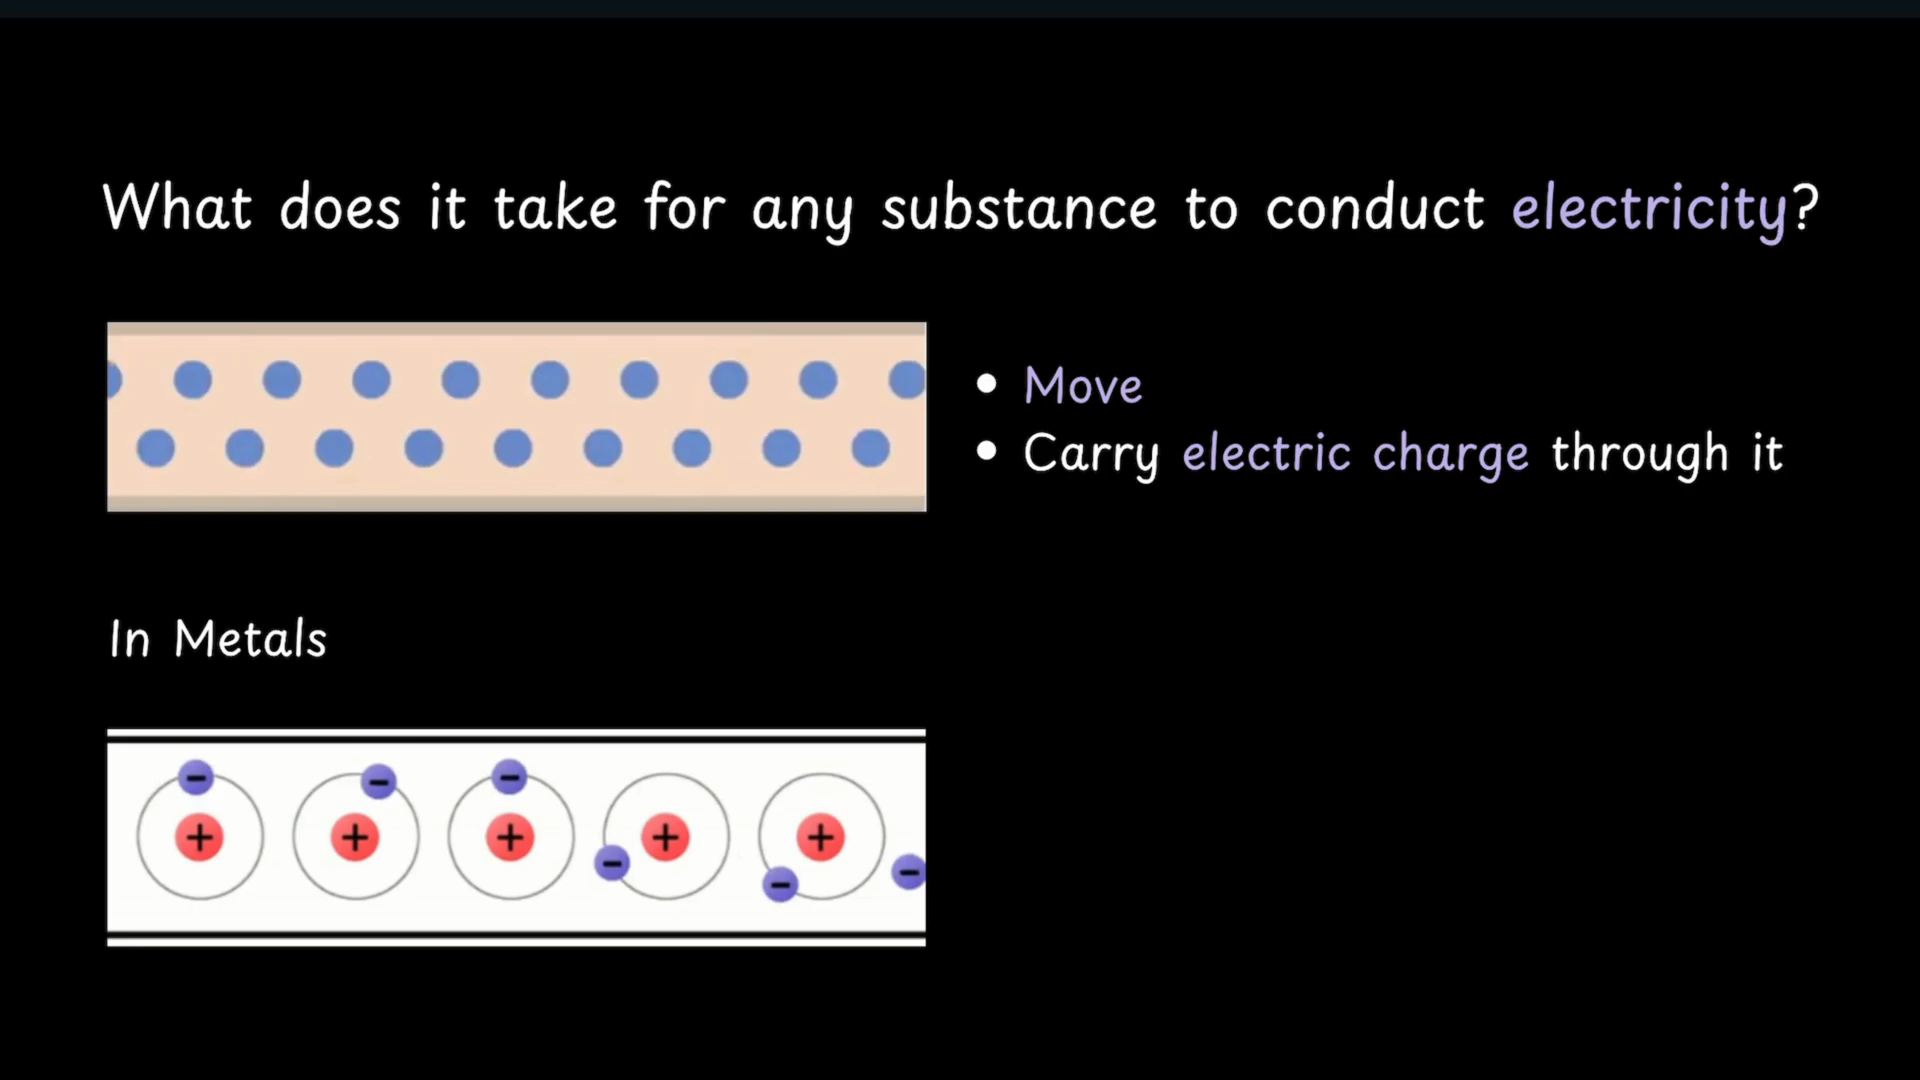 What does it take for any substance to conduct electricity?
• Move
• Carry electric charge through it
In Metals
- - -
+ + + + +
- - -